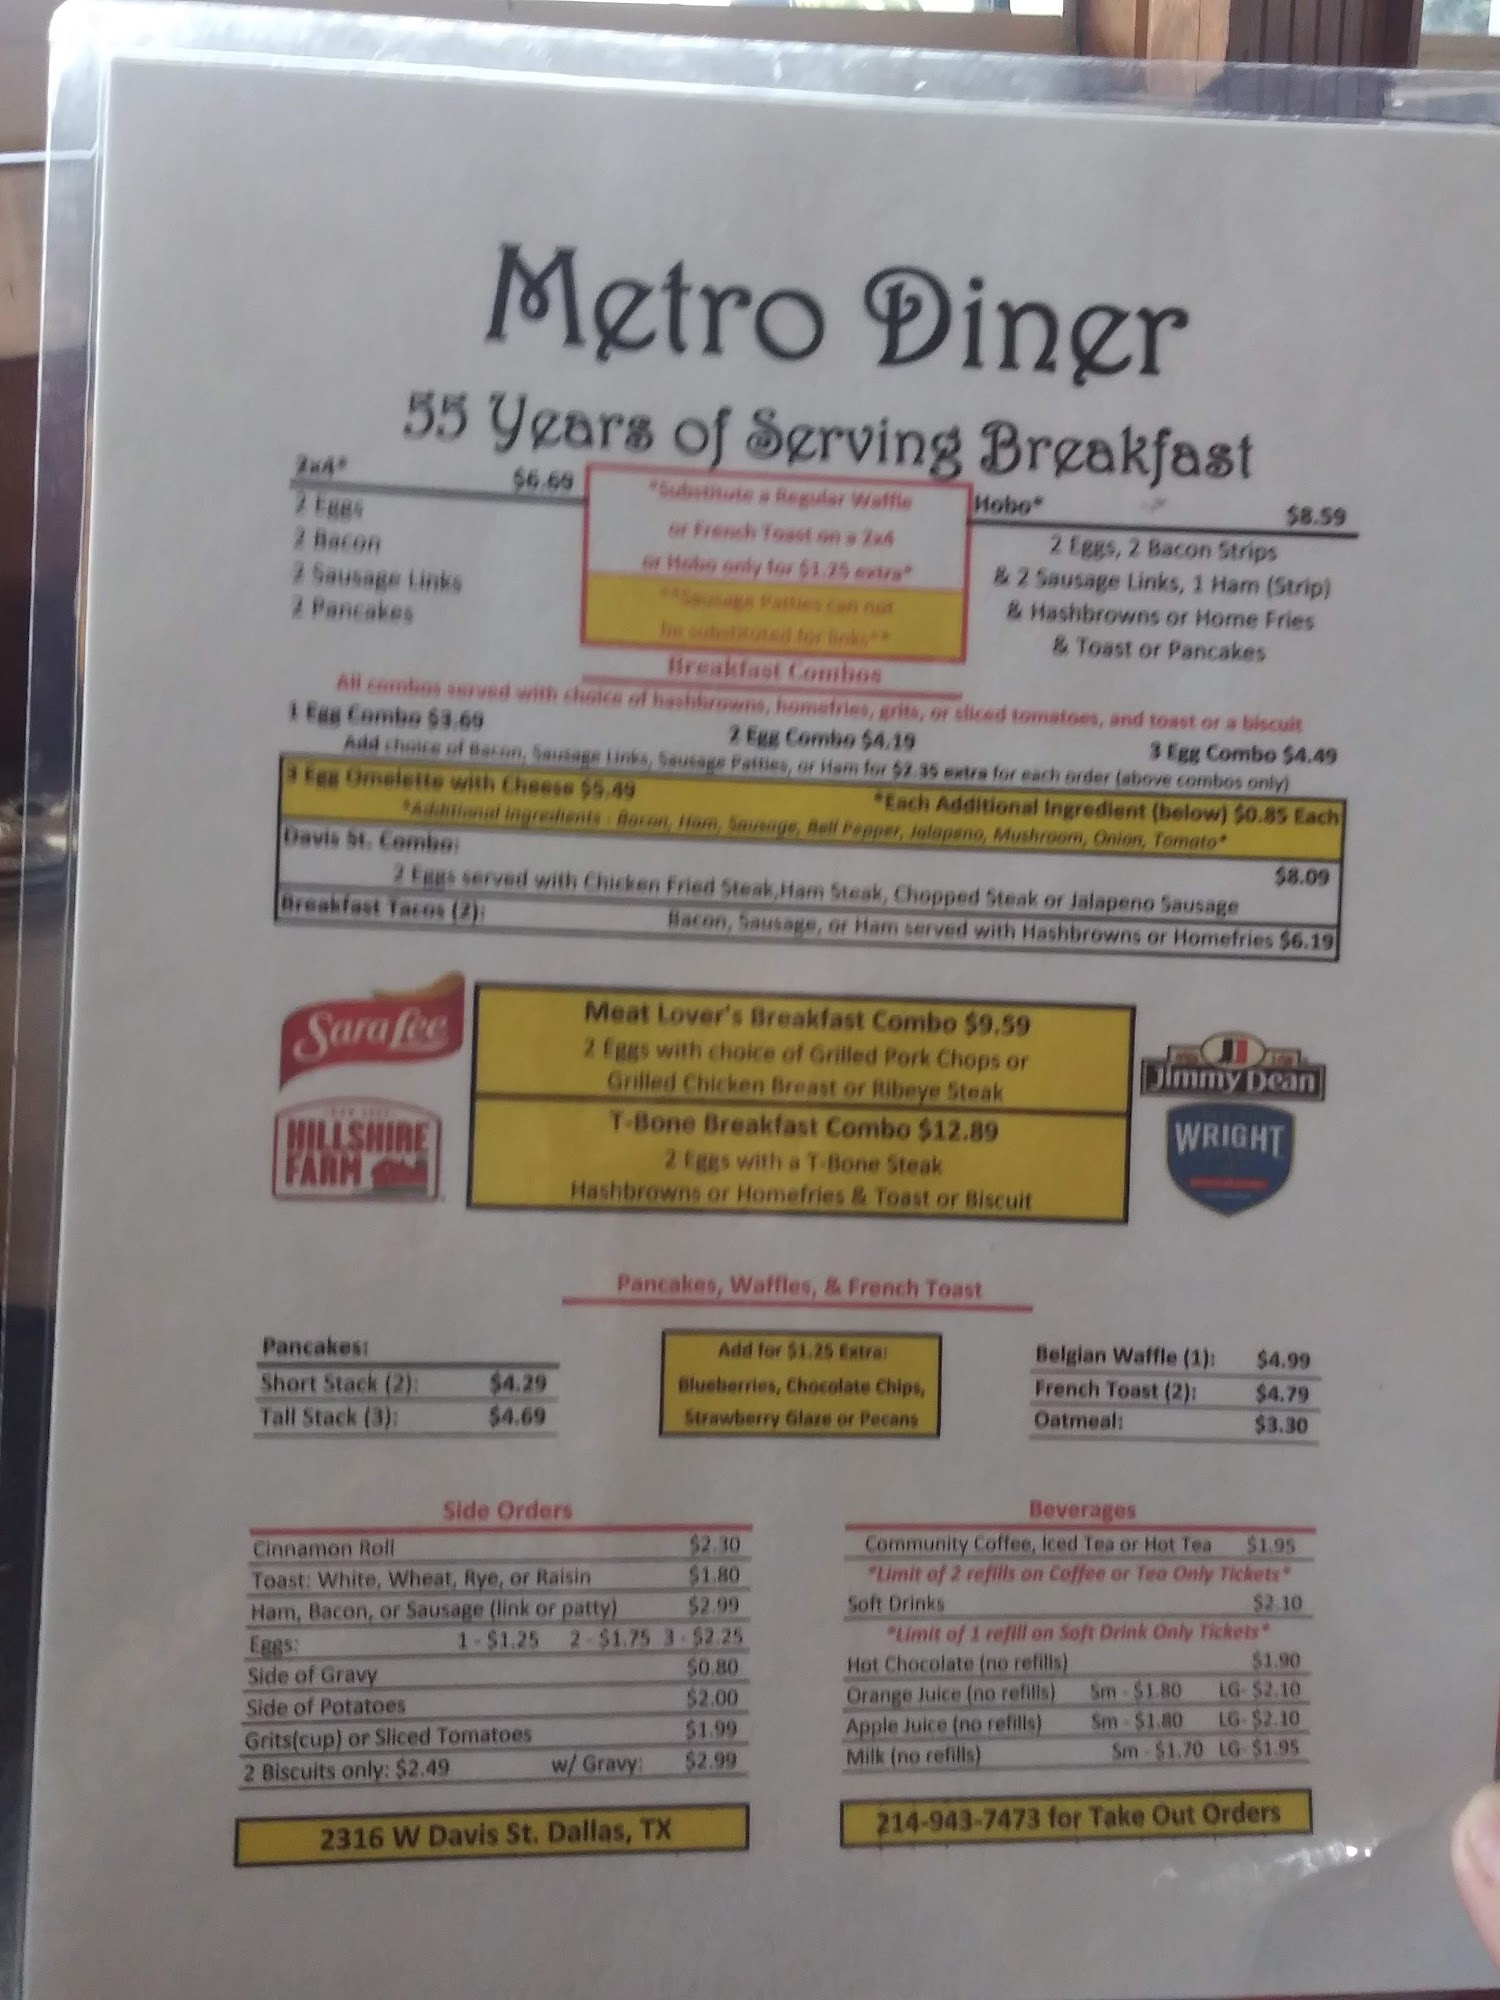 Metro Diner
55 Years of Serving Breakfast
2x4* $6.69
2 Eggs
2 Bacon
2 Sausage Links
2 Pancakes
*Substitute a Regular Waffle
or French Toast on a 2x4
or Hobo only for $1.25 extra*
**Sausage Patties can not
be substituted for links**
Hobo* $8.59
2 Eggs, 2 Bacon Strips
& 2 Sausage Links, 1 Ham (Strip)
& Hashbrowns or Home Fries
& Toast or Pancakes
Breakfast Combos
All combos served with choice of hashbrowns, homefries, grits, or sliced tomatoes, and toast or a biscuit
1 Egg Combo $3.69 2 Egg Combo $4.19 3 Egg Combo $4.49
Add choice of Bacon, Sausage Links, Sausage Patties, or Ham for $2.35 extra for each order (above combos only)
3 Egg Omelette with Cheese $5.49 *Each Additional Ingredient (below) $0.85 Each
*Additional Ingredients - Bacon, Ham, Sausage, Bell Pepper, Jalapeno, Mushroom, Onion, Tomato*
Davis St. Combo: $8.09
2 Eggs served with Chicken Fried Steak,Ham Steak, Chopped Steak or Jalapeno Sausage
Breakfast Tacos (2): Bacon, Sausage, or Ham served with Hashbrowns or Homefries $6.19
Sara Lee
HILLSHIRE
FARM
Meat Lover's Breakfast Combo $9.59
2 Eggs with choice of Grilled Pork Chops or
Grilled Chicken Breast or Ribeye Steak
T-Bone Breakfast Combo $12.89
2 Eggs with a T-Bone Steak
Hashbrowns or Homefries & Toast or Biscuit
Jimmy Dean
WRIGHT
Pancakes, Waffles, & French Toast
Pancakes:
Short Stack (2): $4.29
Tall Stack (3): $4.69
Add for $1.25 Extra:
Blueberries, Chocolate Chips,
Strawberry Glaze or Pecans
Belgian Waffle (1): $4.99
French Toast (2): $4.79
Oatmeal: $3.30
Side Orders
Cinnamon Roll $2.30
Toast: White, Wheat, Rye, or Raisin $1.80
Ham, Bacon, or Sausage (link or patty) $2.99
Eggs: 1 - $1.25 2 - $1.75 3 - $2.25
Side of Gravy $0.80
Side of Potatoes $2.00
Grits(cup) or Sliced Tomatoes $1.99
2 Biscuits only: $2.49 w/ Gravy: $2.99
Beverages
Community Coffee, Iced Tea or Hot Tea $1.95
*Limit of 2 refills on Coffee or Tea Only Tickets*
Soft Drinks $2.10
*Limit of 1 refill on Soft Drink Only Tickets*
Hot Chocolate (no refills) $1.90
Orange Juice (no refills) Sm - $1.80 LG- $2.10
Apple Juice (no refills) Sm - $1.80 LG- $2.10
Milk (no refills) Sm - $1.70 LG- $1.95
2316 W Davis St. Dallas, TX
214-943-7473 for Take Out Orders